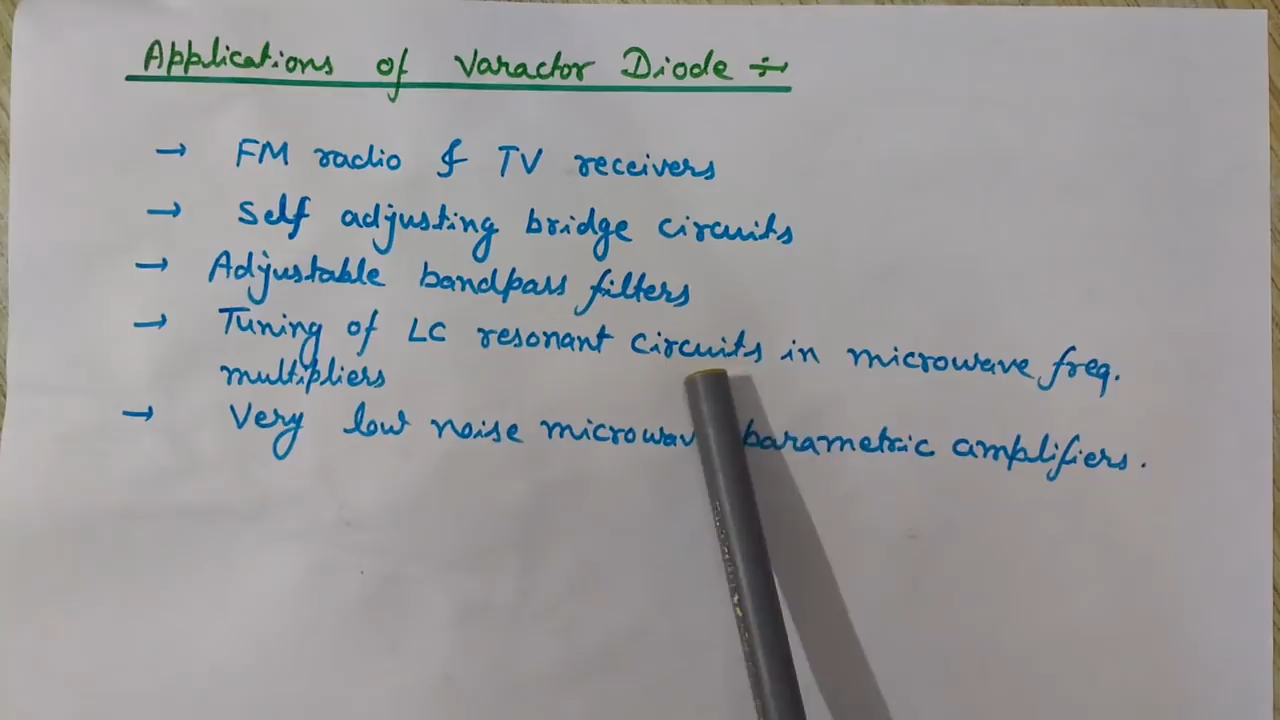 Applications of Varactor Diode :-
→ FM radio & TV receivers
→ Self adjusting bridge circuits
→ Adjustable bandpass filters
→ Tuning of LC resonant circuits in microwave freq.
multipliers
→ Very low noise microwav parametric amplifiers.